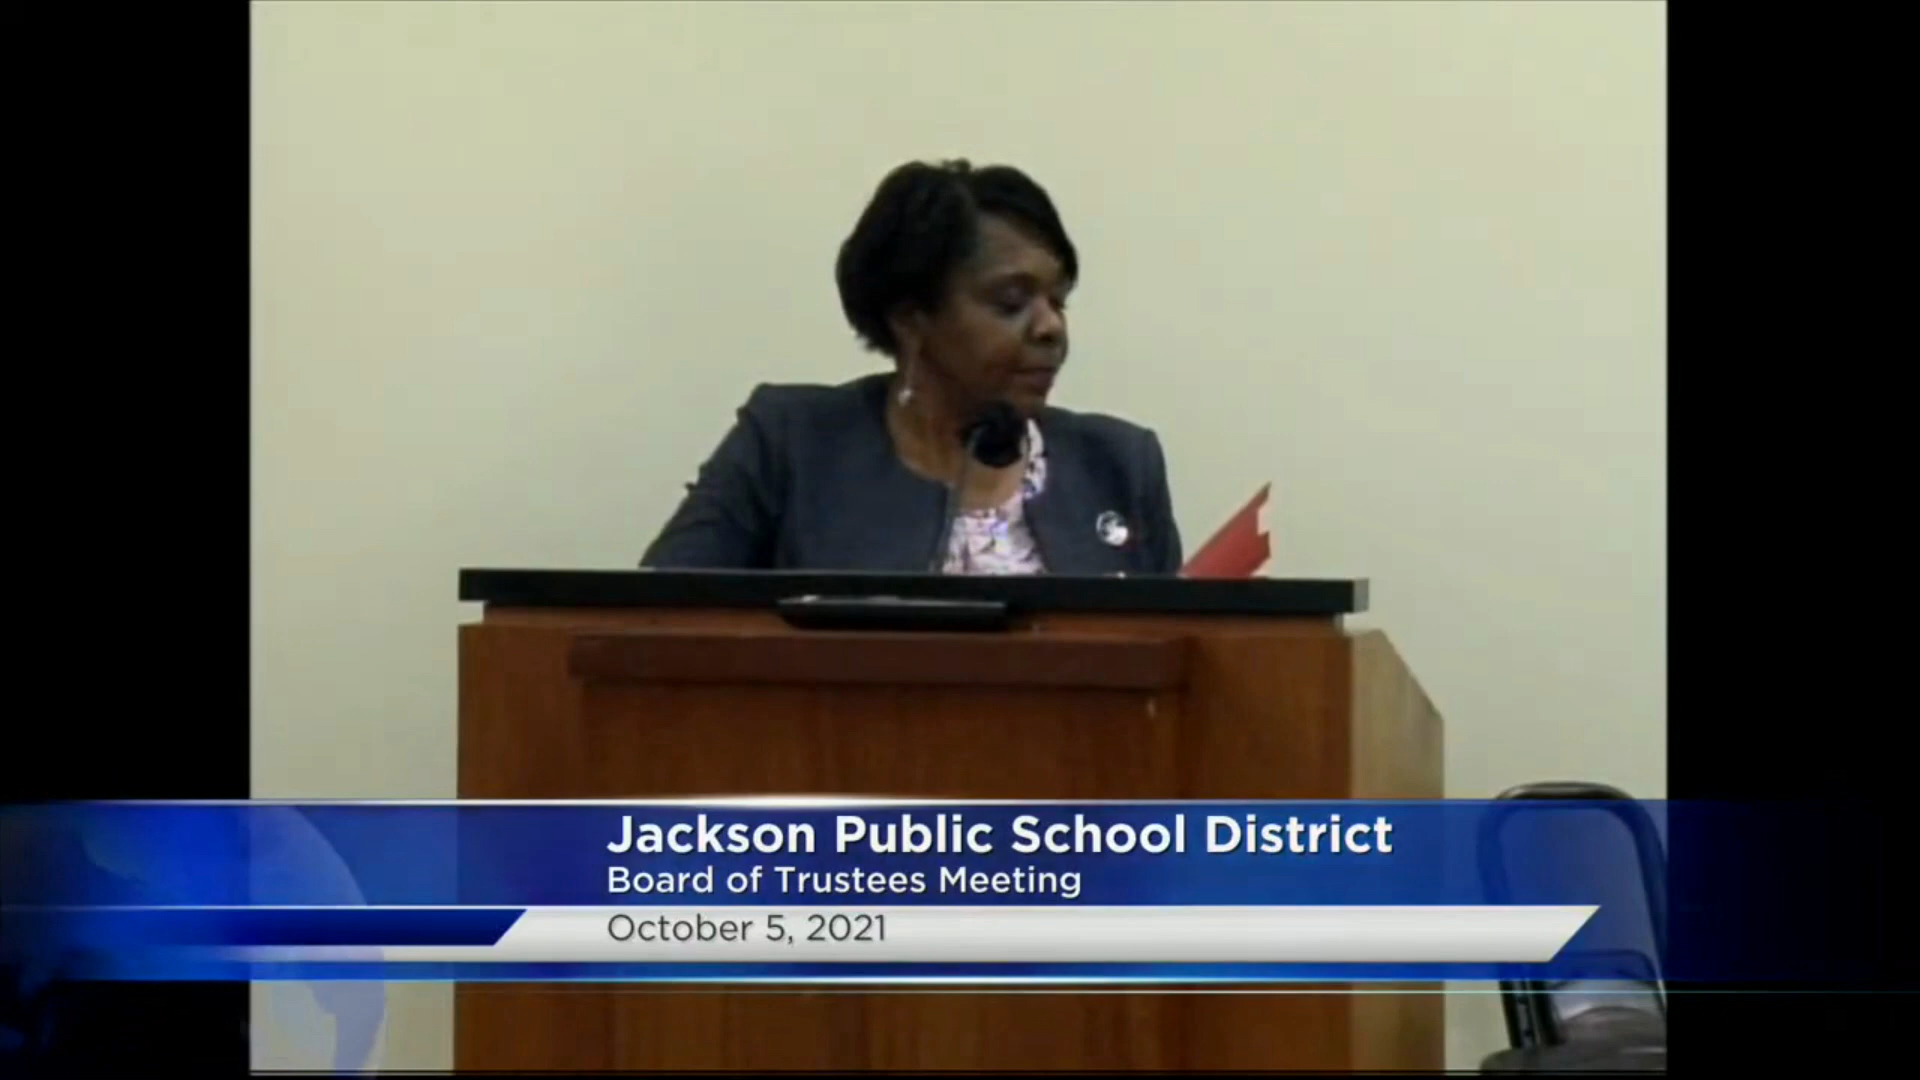 Jackson Public School District
Board of Trustees Meeting
October 5, 2021